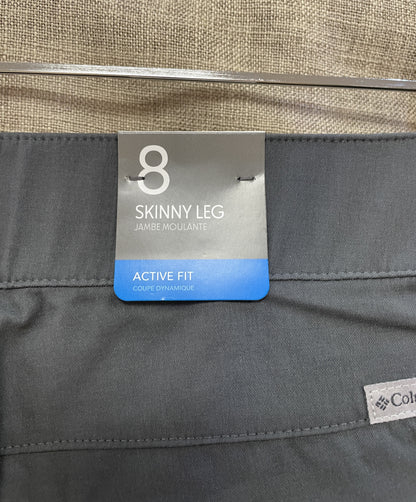 8
SKINNY LEG
JAMBE MOULANTE
ACTIVE FIT
COUPE DYNAMIQUE